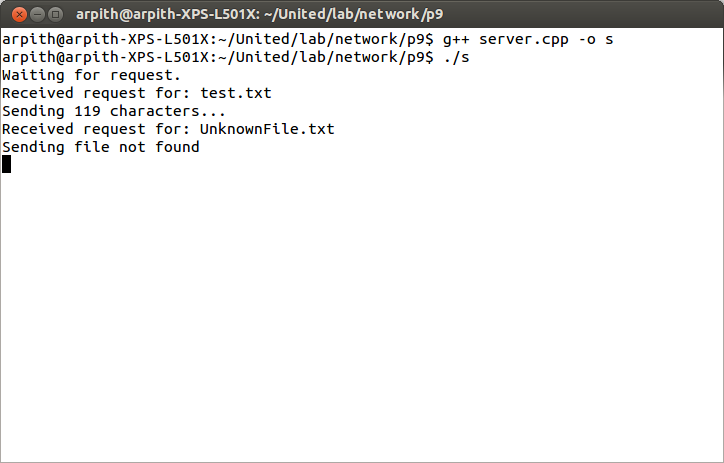 arpith@arpith-XPS-L501X: ~/United/lab/network/p9
arpith@arpith-XPS-L501X:~/United/lab/network/p9$ g++ server.cpp -o s
arpith@arpith-XPS-L501X:~/United/lab/network/p9$ ./s
Waiting for request.
Received request for: test.txt
Sending 119 characters...
Received request for: UnknownFile.txt
Sending file not found